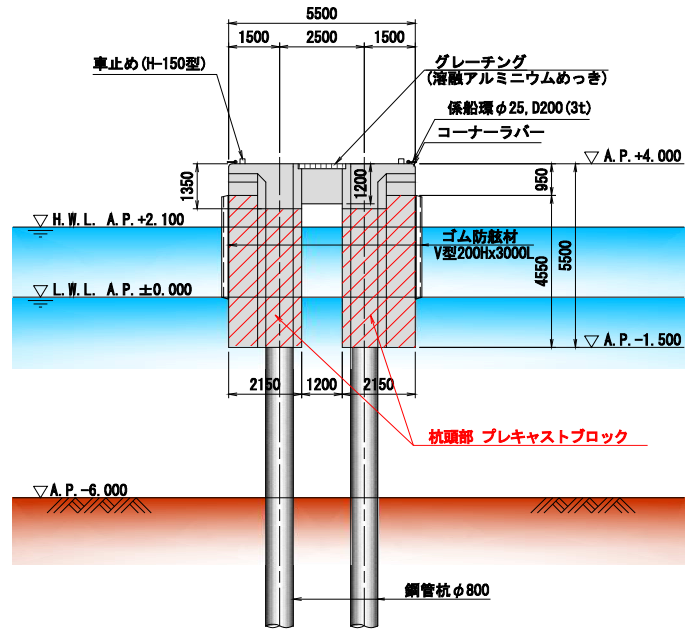 5500
1500
2500
1500
車止め(H-150型)
グレーチング
(溶融アルミニウムめっき)
係船環φ25,D200(3t)
コーナーラバー
A.P.+4.000
1350
1200
950
H.W.L. A.P.+2.100
ゴム防舷材
V型200Hx3000L
4550
5500
L.W.L. A.P.±0.000
A.P.-1.500
2150
1200
2150
杭頭部 プレキャストブロック
A.P.-6.000
鋼管杭φ800